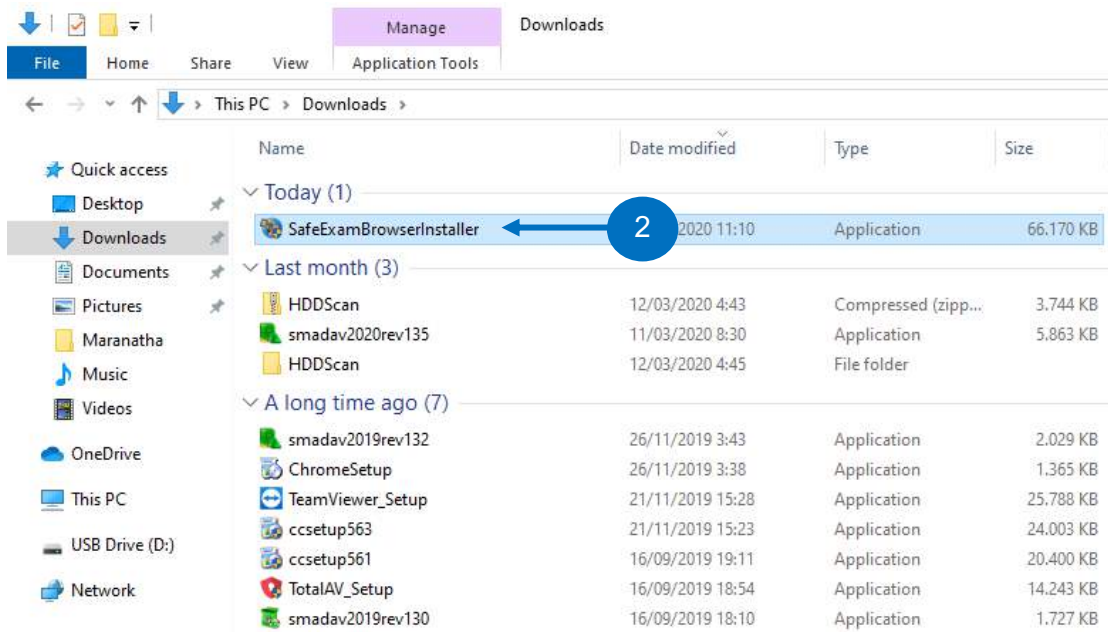 Manage Downloads
File Home Share View Application Tools
This PC > Downloads >
Name Date modified Type Size
Quick access
Desktop
Downloads
Documents
Pictures
Maranatha
Music
Videos
OneDrive
This PC
USB Drive (D:)
Network
Today (1)
SafeExamBrowserInstaller 2 2020 11:10 Application 66.170 KB
Last month (3)
HDDScan 12/03/2020 4:43 Compressed (zipp... 3.744 KB
smadav2020rev135 11/03/2020 8:30 Application 5.863 KB
HDDScan 12/03/2020 4:45 File folder
A long time ago (7)
smadav2019rev132 26/11/2019 3:43 Application 2.029 KB
ChromeSetup 26/11/2019 3:38 Application 1.365 KB
TeamViewer_Setup 21/11/2019 15:28 Application 25.788 KB
ccsetup563 21/11/2019 15:23 Application 24.003 KB
ccsetup561 16/09/2019 19:11 Application 20.400 KB
TotalAV_Setup 16/09/2019 18:54 Application 14.243 KB
smadav2019rev130 16/09/2019 18:10 Application 1.727 KB